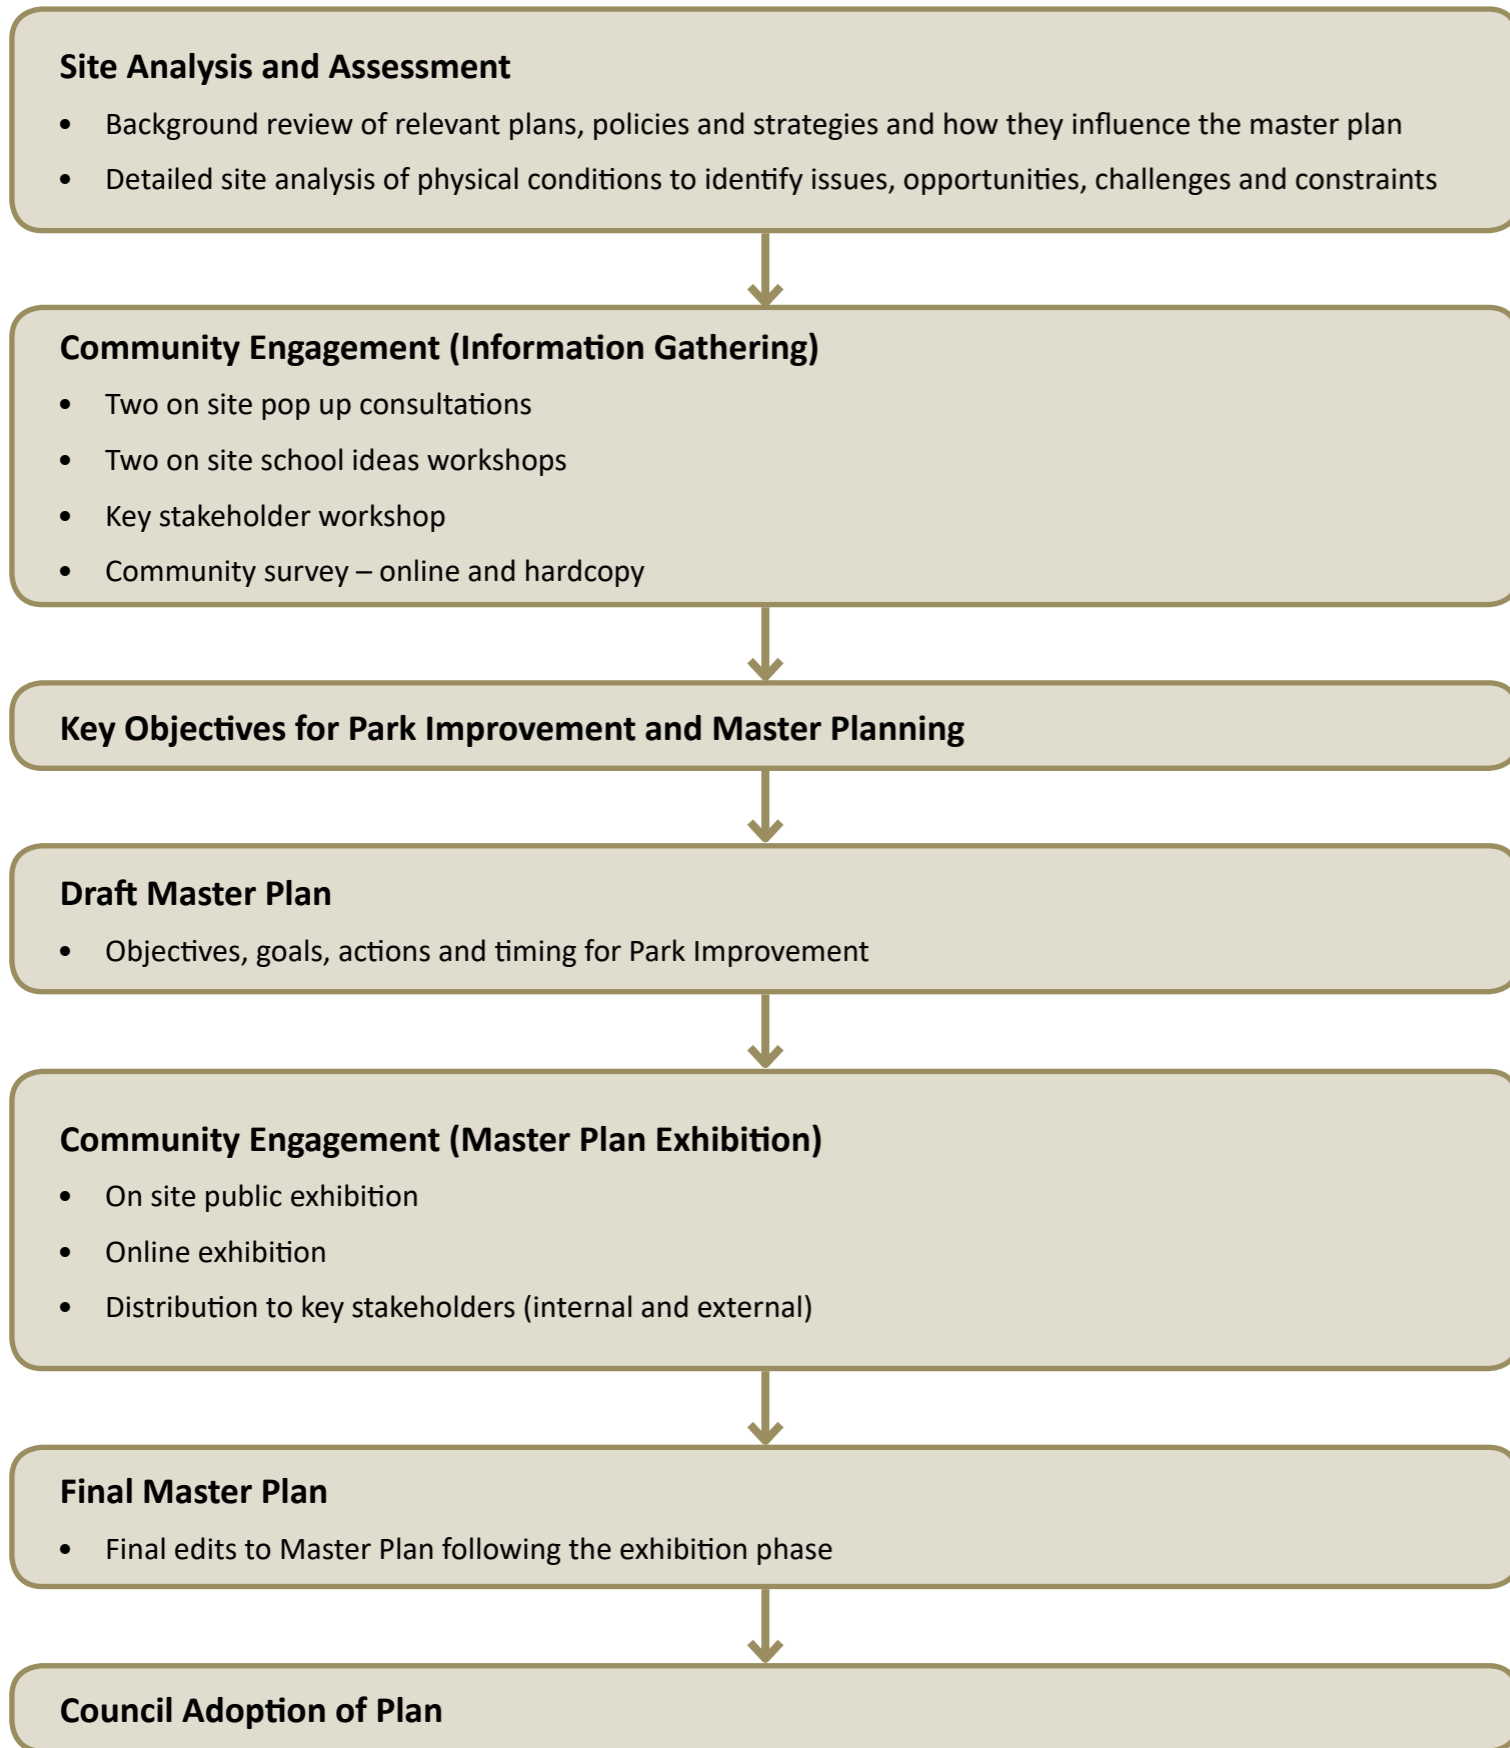 Site Analysis and Assessment
• Background review of relevant plans, policies and strategies and how they influence the master plan
• Detailed site analysis of physical conditions to identify issues, opportunities, challenges and constraints
Community Engagement (Information Gathering)
• Two on site pop up consultations
• Two on site school ideas workshops
• Key stakeholder workshop
• Community survey – online and hardcopy
Key Objectives for Park Improvement and Master Planning
Draft Master Plan
• Objectives, goals, actions and timing for Park Improvement
Community Engagement (Master Plan Exhibition)
• On site public exhibition
• Online exhibition
• Distribution to key stakeholders (internal and external)
Final Master Plan
• Final edits to Master Plan following the exhibition phase
Council Adoption of Plan